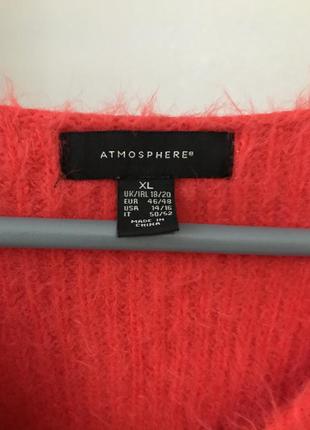 ATMOSPHERE®
XL
UK/IRL 18/20
EUR 46/48
USA 14/16
IT 50/52
MADE IN
CHINA